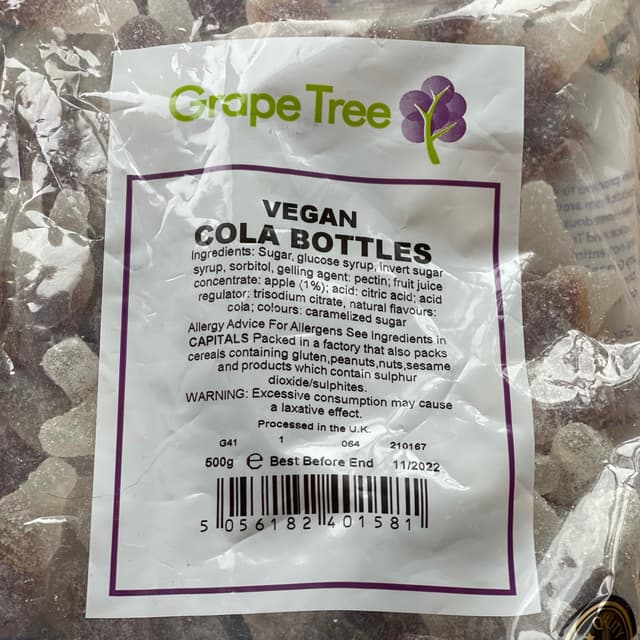 Grape Tree
VEGAN
COLA BOTTLES
Ingredients: Sugar, glucose syrup, invert sugar
syrup, sorbitol, gelling agent: pectin; fruit juice
concentrate: apple (1%); acid: citric acid; acid
regulator: trisodium citrate, natural flavours:
cola; colours: caramelized sugar
Allergy Advice For Allergens See Ingredients in
CAPITALS Packed in a factory that also packs
cereals containing gluten,peanuts,nuts,sesame
and products which contain sulphur
dioxide/sulphites.
WARNING: Excessive consumption may cause
a laxative effect.
Processed in the U.K.
G41 1 064 210167
500g e Best Before End 11/2022
5 056182 401581